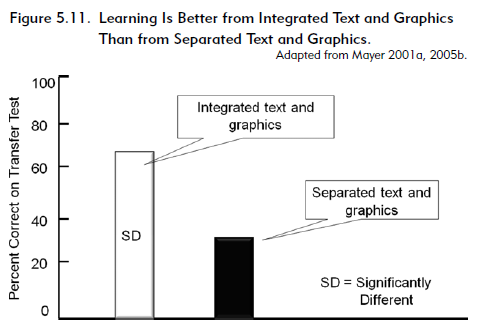 Figure 5.11. Learning Is Better from Integrated Text and Graphics
Than from Separated Text and Graphics.
Adapted from Mayer 2001a, 2005b.
Percent Correct on Transfer Test
100
80
60
40
20
0
Integrated text and
graphics
SD
Separated text and
graphics
SD = Significantly
Different